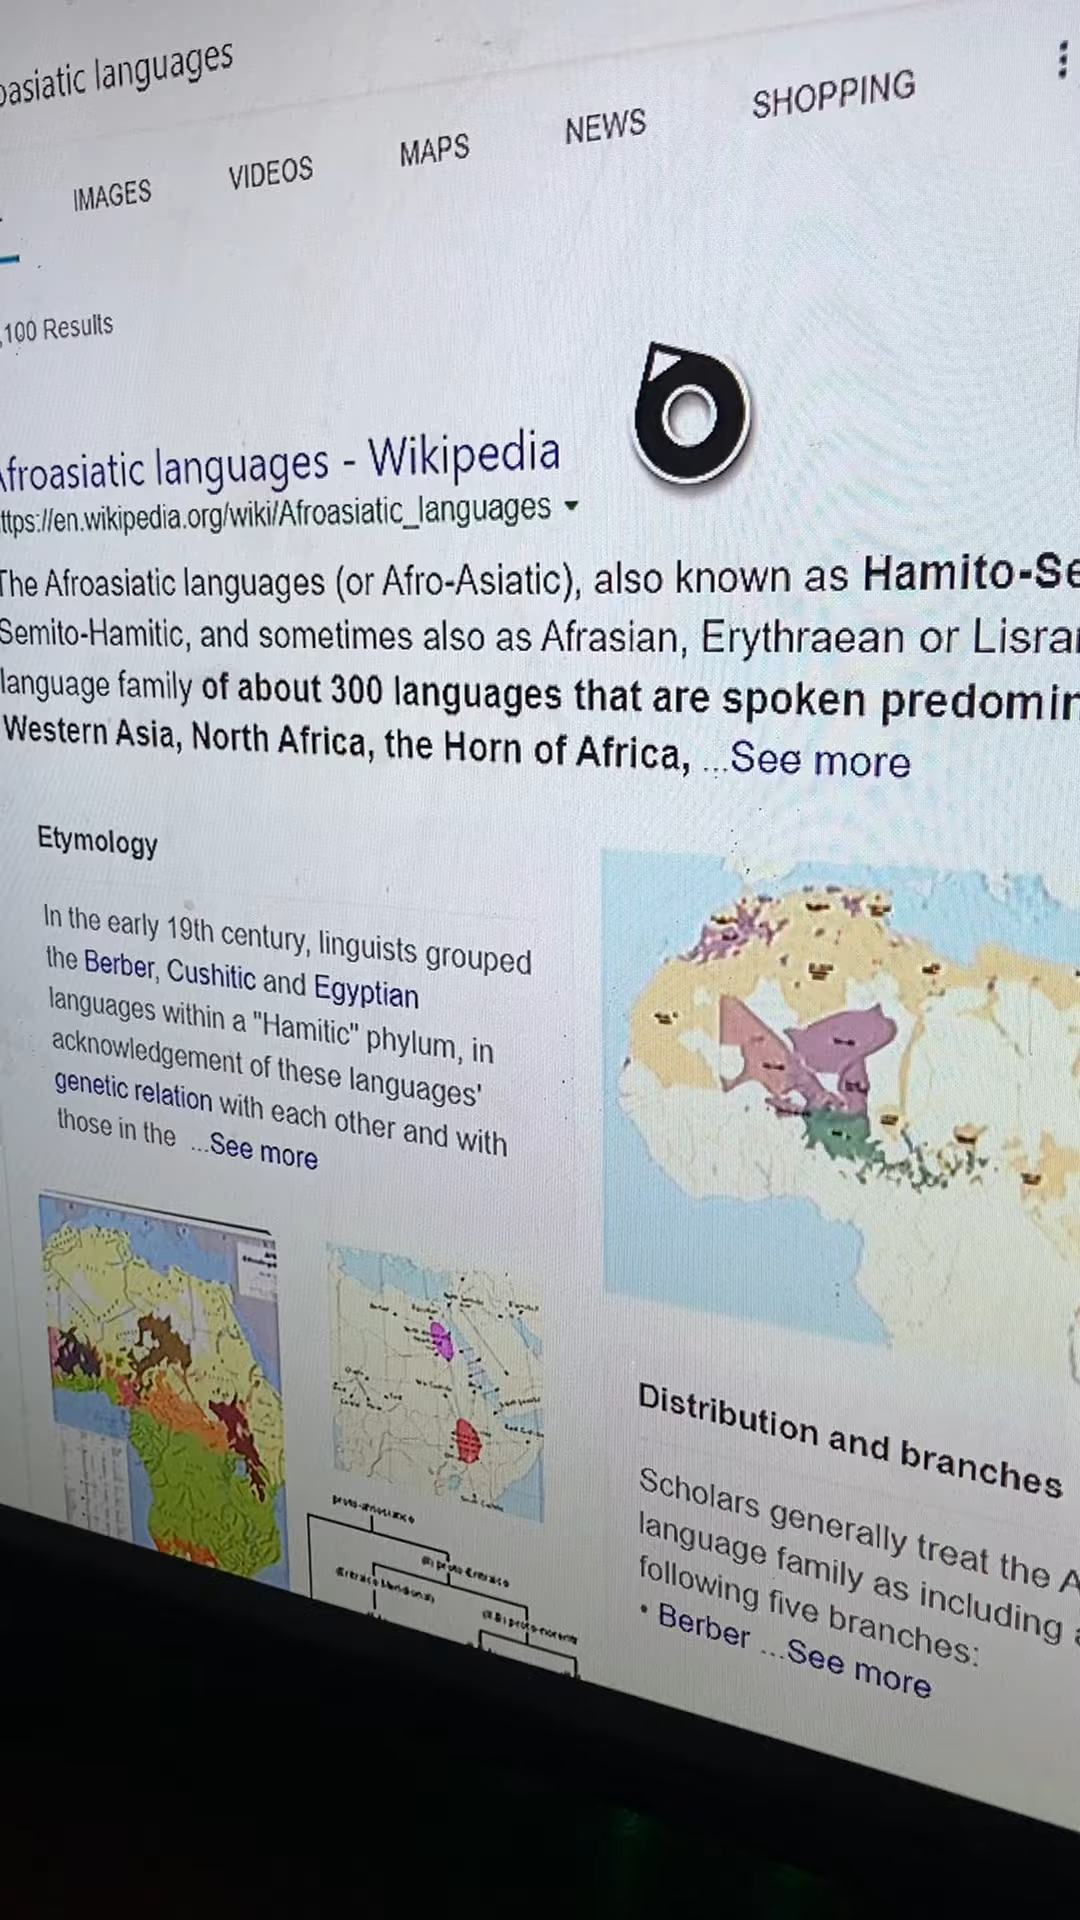 oasiatic languages
IMAGES
VIDEOS
MAPS
NEWS
SHOPPING
,100 Results
Afroasiatic languages - Wikipedia
ttps://en.wikipedia.org/wiki/Afroasiatic_languages
The Afroasiatic languages (or Afro-Asiatic), also known as Hamito-Se
Semito-Hamitic, and sometimes also as Afrasian, Erythraean or Lisra
language family of about 300 languages that are spoken predomin
Western Asia, North Africa, the Horn of Africa, ...See more
Etymology
In the early 19th century, linguists grouped
the Berber, Cushitic and Egyptian
languages within a "Hamitic" phylum, in
acknowledgement of these languages'
genetic relation with each other and with
those in the ...See more
Distribution and branches
Scholars generally treat the A
language family as including a
following five branches:
• Berber ...See more